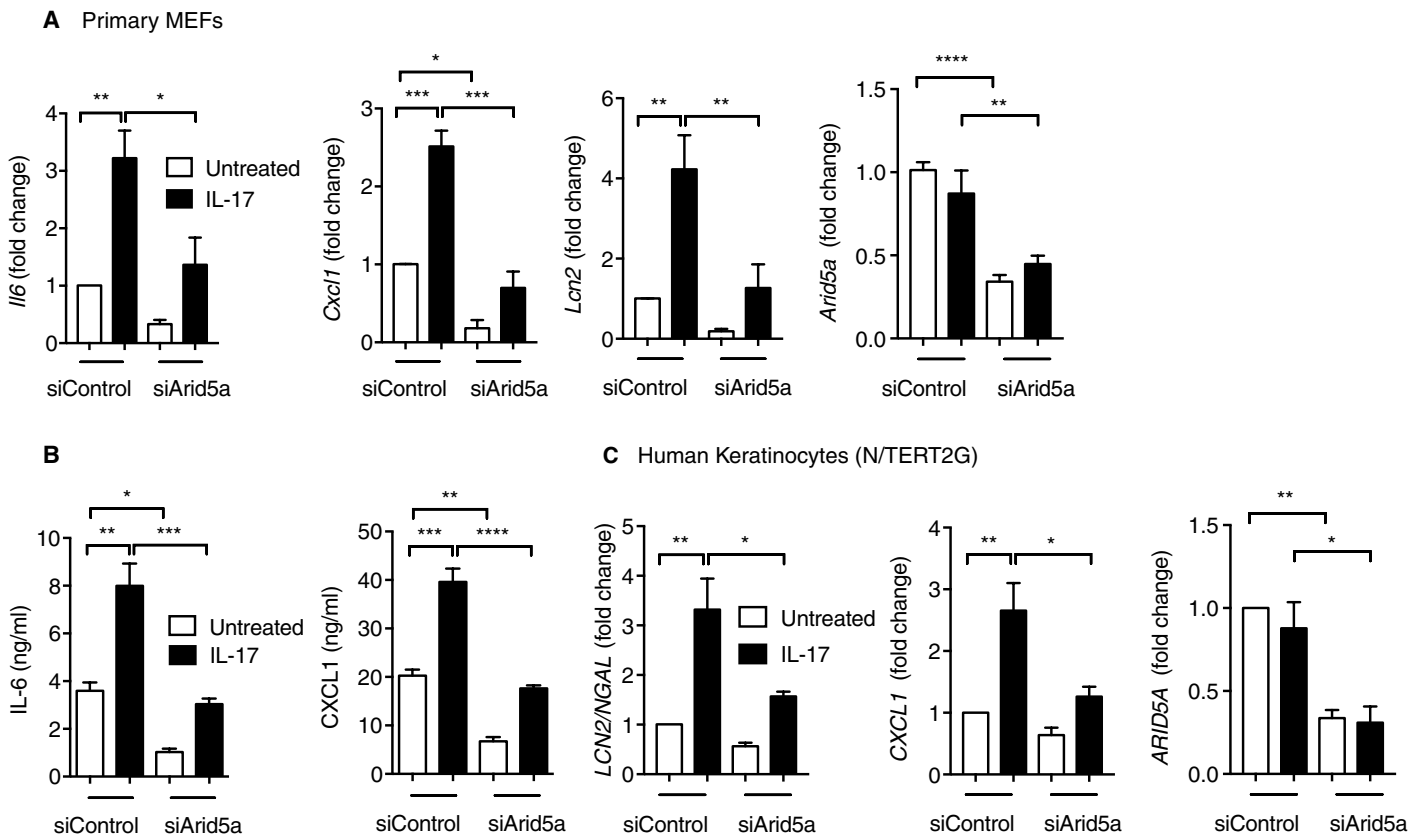 A Primary MEFs
Il6 (fold change)
4
3
2
1
0
** *
Untreated
IL-17
siControl siArid5a
Cxcl1 (fold change)
3
2
1
0
*
*** ***
siControl siArid5a
Lcn2 (fold change)
6
4
2
0
** **
siControl siArid5a
Arid5a (fold change)
1.5
1.0
0.5
0.0
****
**
siControl siArid5a
B
IL-6 (ng/ml)
10
8
6
4
2
0
*
** ***
Untreated
IL-17
siControl siArid5a
CXCL1 (ng/ml)
50
40
30
20
10
0
**
*** ****
siControl siArid5a
C Human Keratinocytes (N/TERT2G)
LCN2/NGAL (fold change)
5
4
3
2
1
0
** *
Untreated
IL-17
siControl siArid5a
CXCL1 (fold change)
4
3
2
1
0
** *
siControl siArid5a
ARID5A (fold change)
1.5
1.0
0.5
0.0
**
*
siControl siArid5a